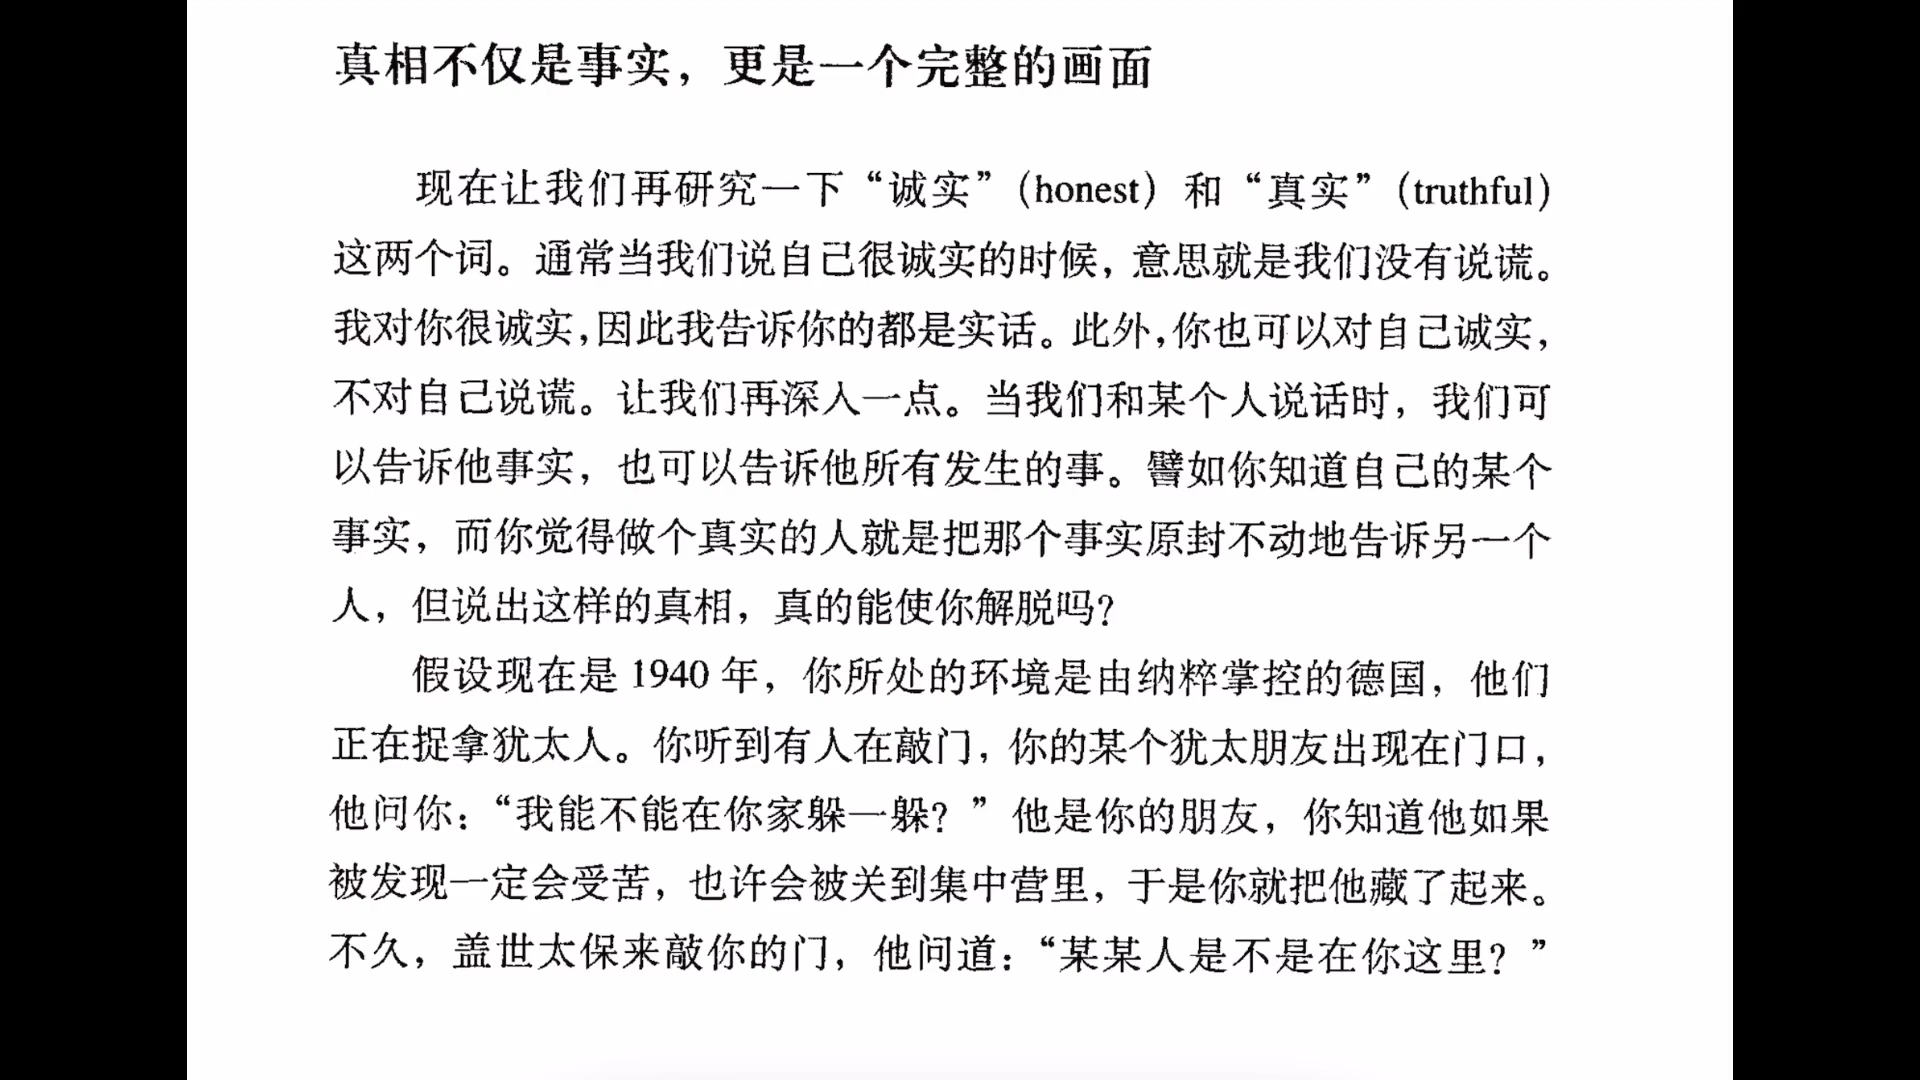 真相不仅是事实，更是一个完整的画面
现在让我们再研究一下“诚实”（honest）和“真实”（truthful）
这两个词。通常当我们说自己很诚实的时候，意思就是我们没有说谎。
我对你很诚实，因此我告诉你的都是实话。此外，你也可以对自己诚实，
不对自己说谎。让我们再深入一点。当我们和某个人说话时，我们可
以告诉他事实，也可以告诉他所有发生的事。譬如你知道自己的某个
事实，而你觉得做个真实的人就是把那个事实原封不动地告诉另一个
人，但说出这样的真相，真的能使你解脱吗？
假设现在是 1940 年，你所处的环境是由纳粹掌控的德国，他们
正在捉拿犹太人。你听到有人在敲门，你的某个犹太朋友出现在门口，
他问你：“我能不能在你家躲一躲？”他是你的朋友，你知道他如果
被发现一定会受苦，也许会被关到集中营里，于是你就把他藏了起来。
不久，盖世太保来敲你的门，他问道：“某某人是不是在你这里？”